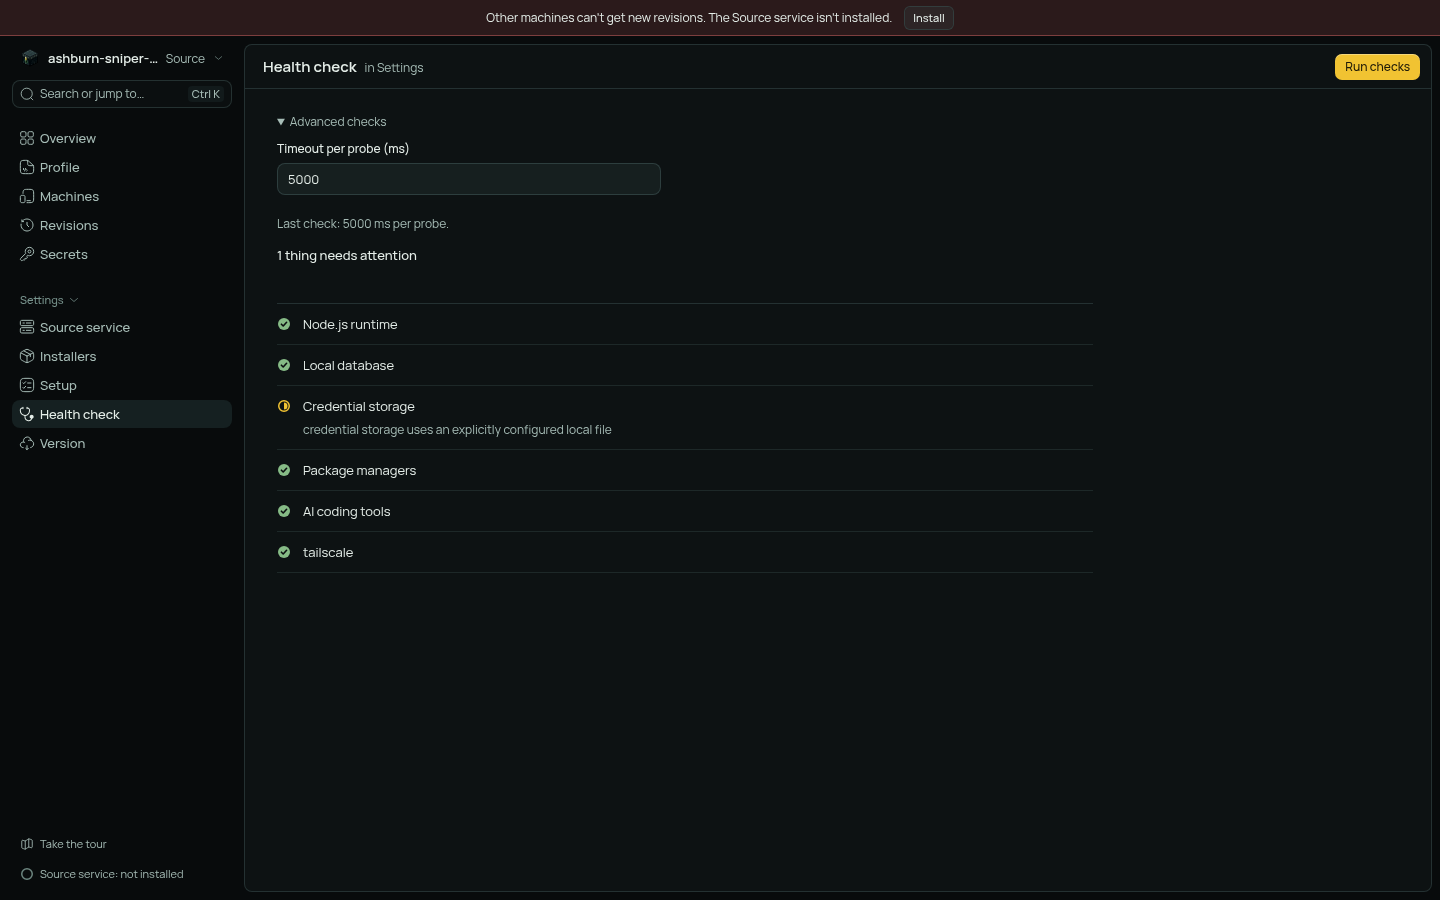 Other machines can't get new revisions. The Source service isn't installed.
Install
ashburn-sniper-... Source
Search or jump to... Ctrl K
Overview
Profile
Machines
Revisions
Secrets
Settings
Source service
Installers
Setup
Health check
Version
Take the tour
Source service: not installed
Health check in Settings
Run checks
Advanced checks
Timeout per probe (ms)
5000
Last check: 5000 ms per probe.
1 thing needs attention
Node.js runtime
Local database
Credential storage
credential storage uses an explicitly configured local file
Package managers
AI coding tools
tailscale